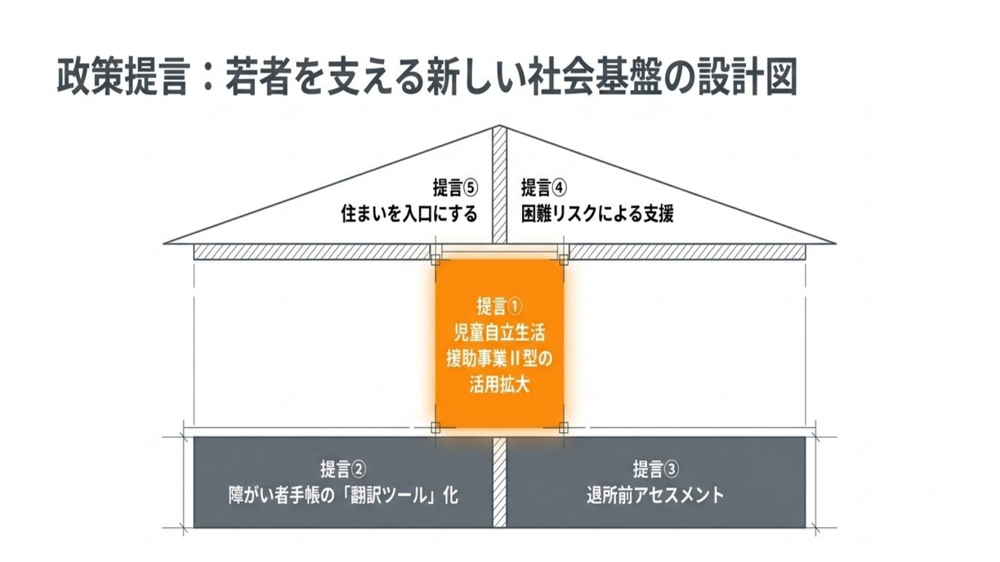 政策提言：若者を支える新しい社会基盤の設計図
提言⑤
住まいを入口にする
提言④
困難リスクによる支援
提言①
児童自立生活
援助事業Ⅱ型の
活用拡大
提言②
障がい者手帳の「翻訳ツール」化
提言③
退所前アセスメント